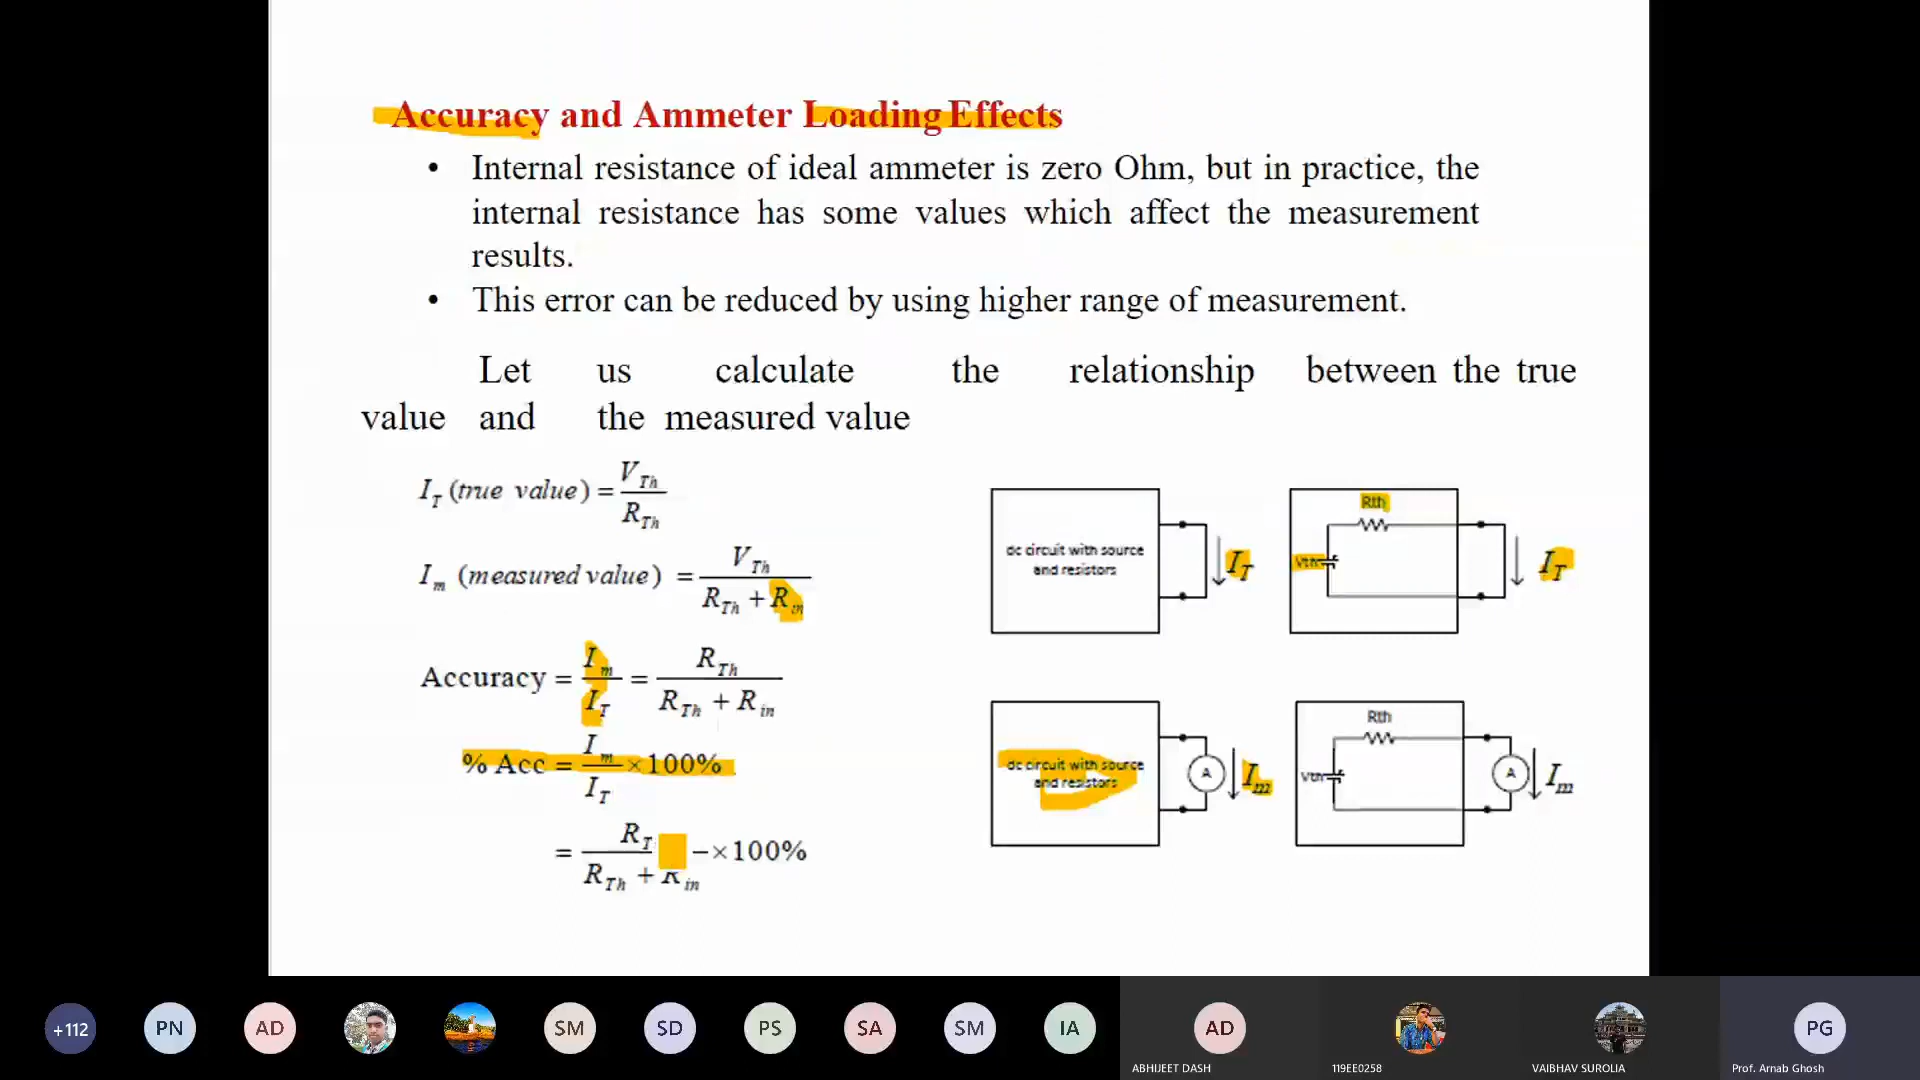 Accuracy and Ammeter Loading Effects
• Internal resistance of ideal ammeter is zero Ohm, but in practice, the
internal resistance has some values which affect the measurement
results.
• This error can be reduced by using higher range of measurement.
Let us calculate the relationship between the true
value and the measured value
I_T (true value) = V_Th / R_Th
I_m (measured value) = V_Th / (R_Th + R_in)
Accuracy = I_m / I_T = R_Th / (R_Th + R_in)
% Acc = I_m / I_T ×100%
= R_T / (R_Th + R_in) ×100%
dc circuit with source
and resistors
I_T
Rth
Vth
I_T
dc circuit with source
and resistors
A
I_m
Rth
Vth
A
I_m
+112
PN
AD
SM
SD
PS
SA
SM
IA
AD
PG
ABHIJEET DASH
119EE0258
VAIBHAV SUROLIA
Prof. Arnab Ghosh